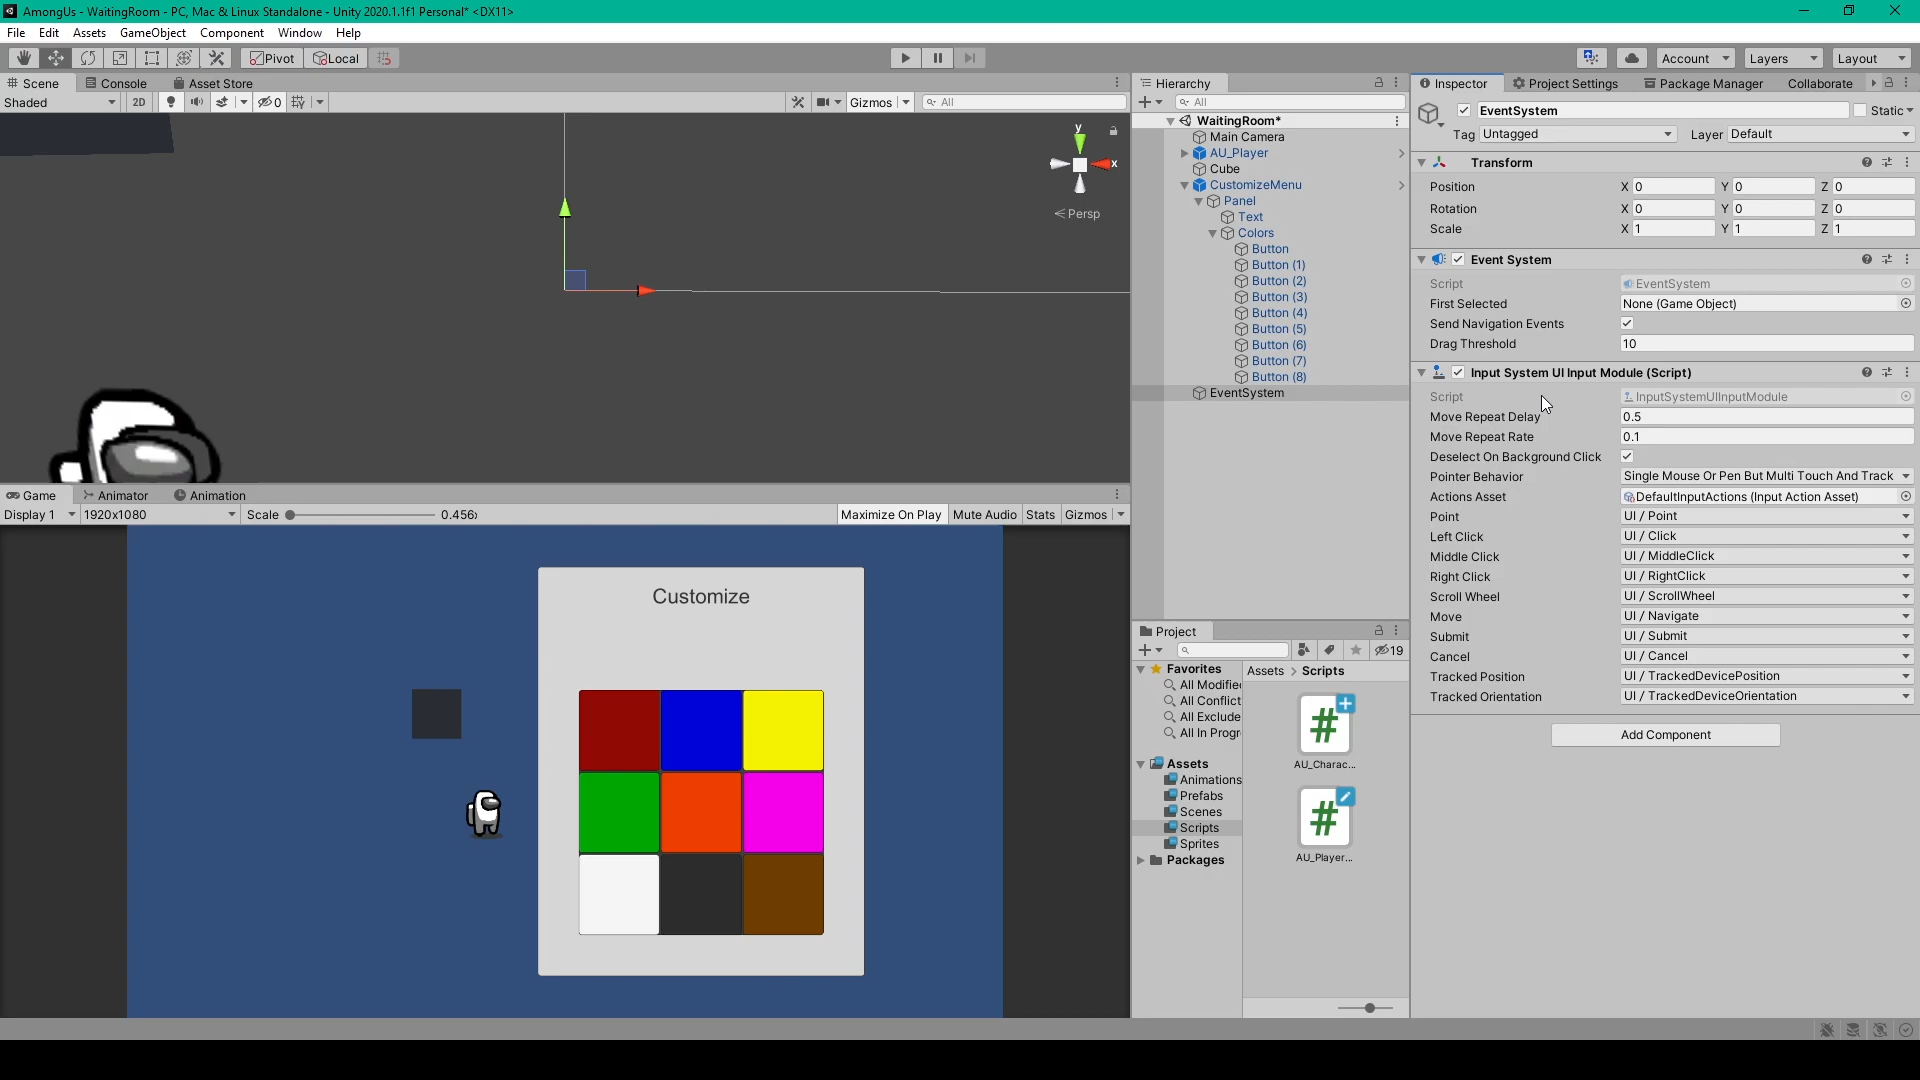 AmongUs - WaitingRoom - PC, Mac & Linux Standalone - Unity 2020.1.1f1 Personal* <DX11>
File Edit Assets GameObject Component Window Help
Pivot Local Account Layers Layout
Scene Console Asset Store
Shaded 2D 0 Gizmos All
y
x
Persp
Game Animator Animation
Display 1 1920x1080 Scale 0.456x Maximize On Play Mute Audio Stats Gizmos
Customize
Hierarchy
All
WaitingRoom*
Main Camera
AU_Player
Cube
CustomizeMenu
Panel
Text
Colors
Button
Button (1)
Button (2)
Button (3)
Button (4)
Button (5)
Button (6)
Button (7)
Button (8)
EventSystem
Project
19
Favorites
All Modifie
All Conflict
All Exclude
All In Progr
Assets
Animations
Prefabs
Scenes
Scripts
Sprites
Packages
Assets > Scripts
AU_Charac...
AU_Player...
Inspector Project Settings Package Manager Collaborate
EventSystem Static
Tag Untagged Layer Default
Transform
Position X 0 Y 0 Z 0
Rotation X 0 Y 0 Z 0
Scale X 1 Y 1 Z 1
Event System
Script EventSystem
First Selected None (Game Object)
Send Navigation Events
Drag Threshold 10
Input System UI Input Module (Script)
Script InputSystemUIInputModule
Move Repeat Delay 0.5
Move Repeat Rate 0.1
Deselect On Background Click
Pointer Behavior Single Mouse Or Pen But Multi Touch And Track
Actions Asset DefaultInputActions (Input Action Asset)
Point UI / Point
Left Click UI / Click
Middle Click UI / MiddleClick
Right Click UI / RightClick
Scroll Wheel UI / ScrollWheel
Move UI / Navigate
Submit UI / Submit
Cancel UI / Cancel
Tracked Position UI / TrackedDevicePosition
Tracked Orientation UI / TrackedDeviceOrientation
Add Component